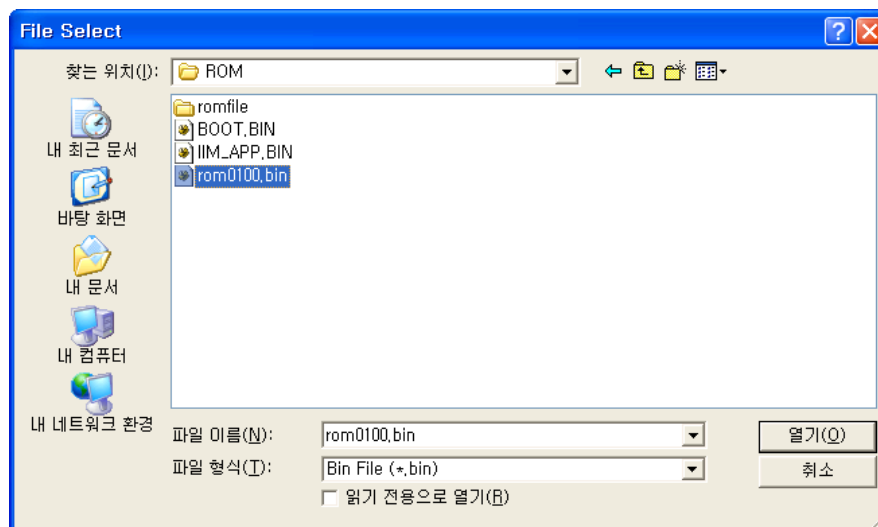 File Select
찾는 위치(I):
ROM
romfile
BOOT.BIN
IIM_APP.BIN
rom0100.bin
내 최근 문서
바탕 화면
내 문서
내 컴퓨터
내 네트워크 환경
파일 이름(N):
rom0100.bin
열기(O)
파일 형식(T):
Bin File (*.bin)
취소
읽기 전용으로 열기(R)